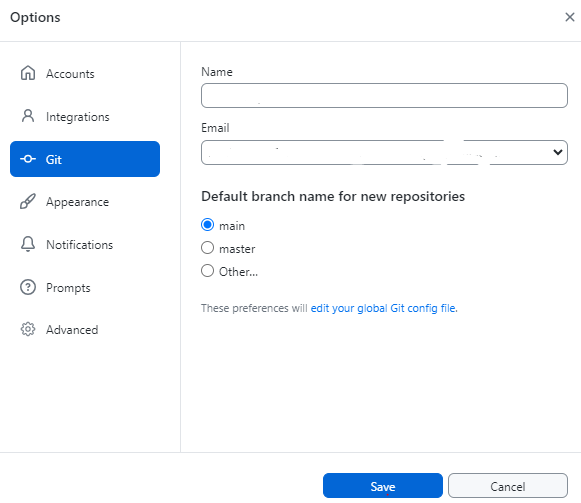 Options
Accounts
Integrations
Git
Appearance
Notifications
Prompts
Advanced
Name
Email
Default branch name for new repositories
main
master
Other...
These preferences will edit your global Git config file.
Save
Cancel